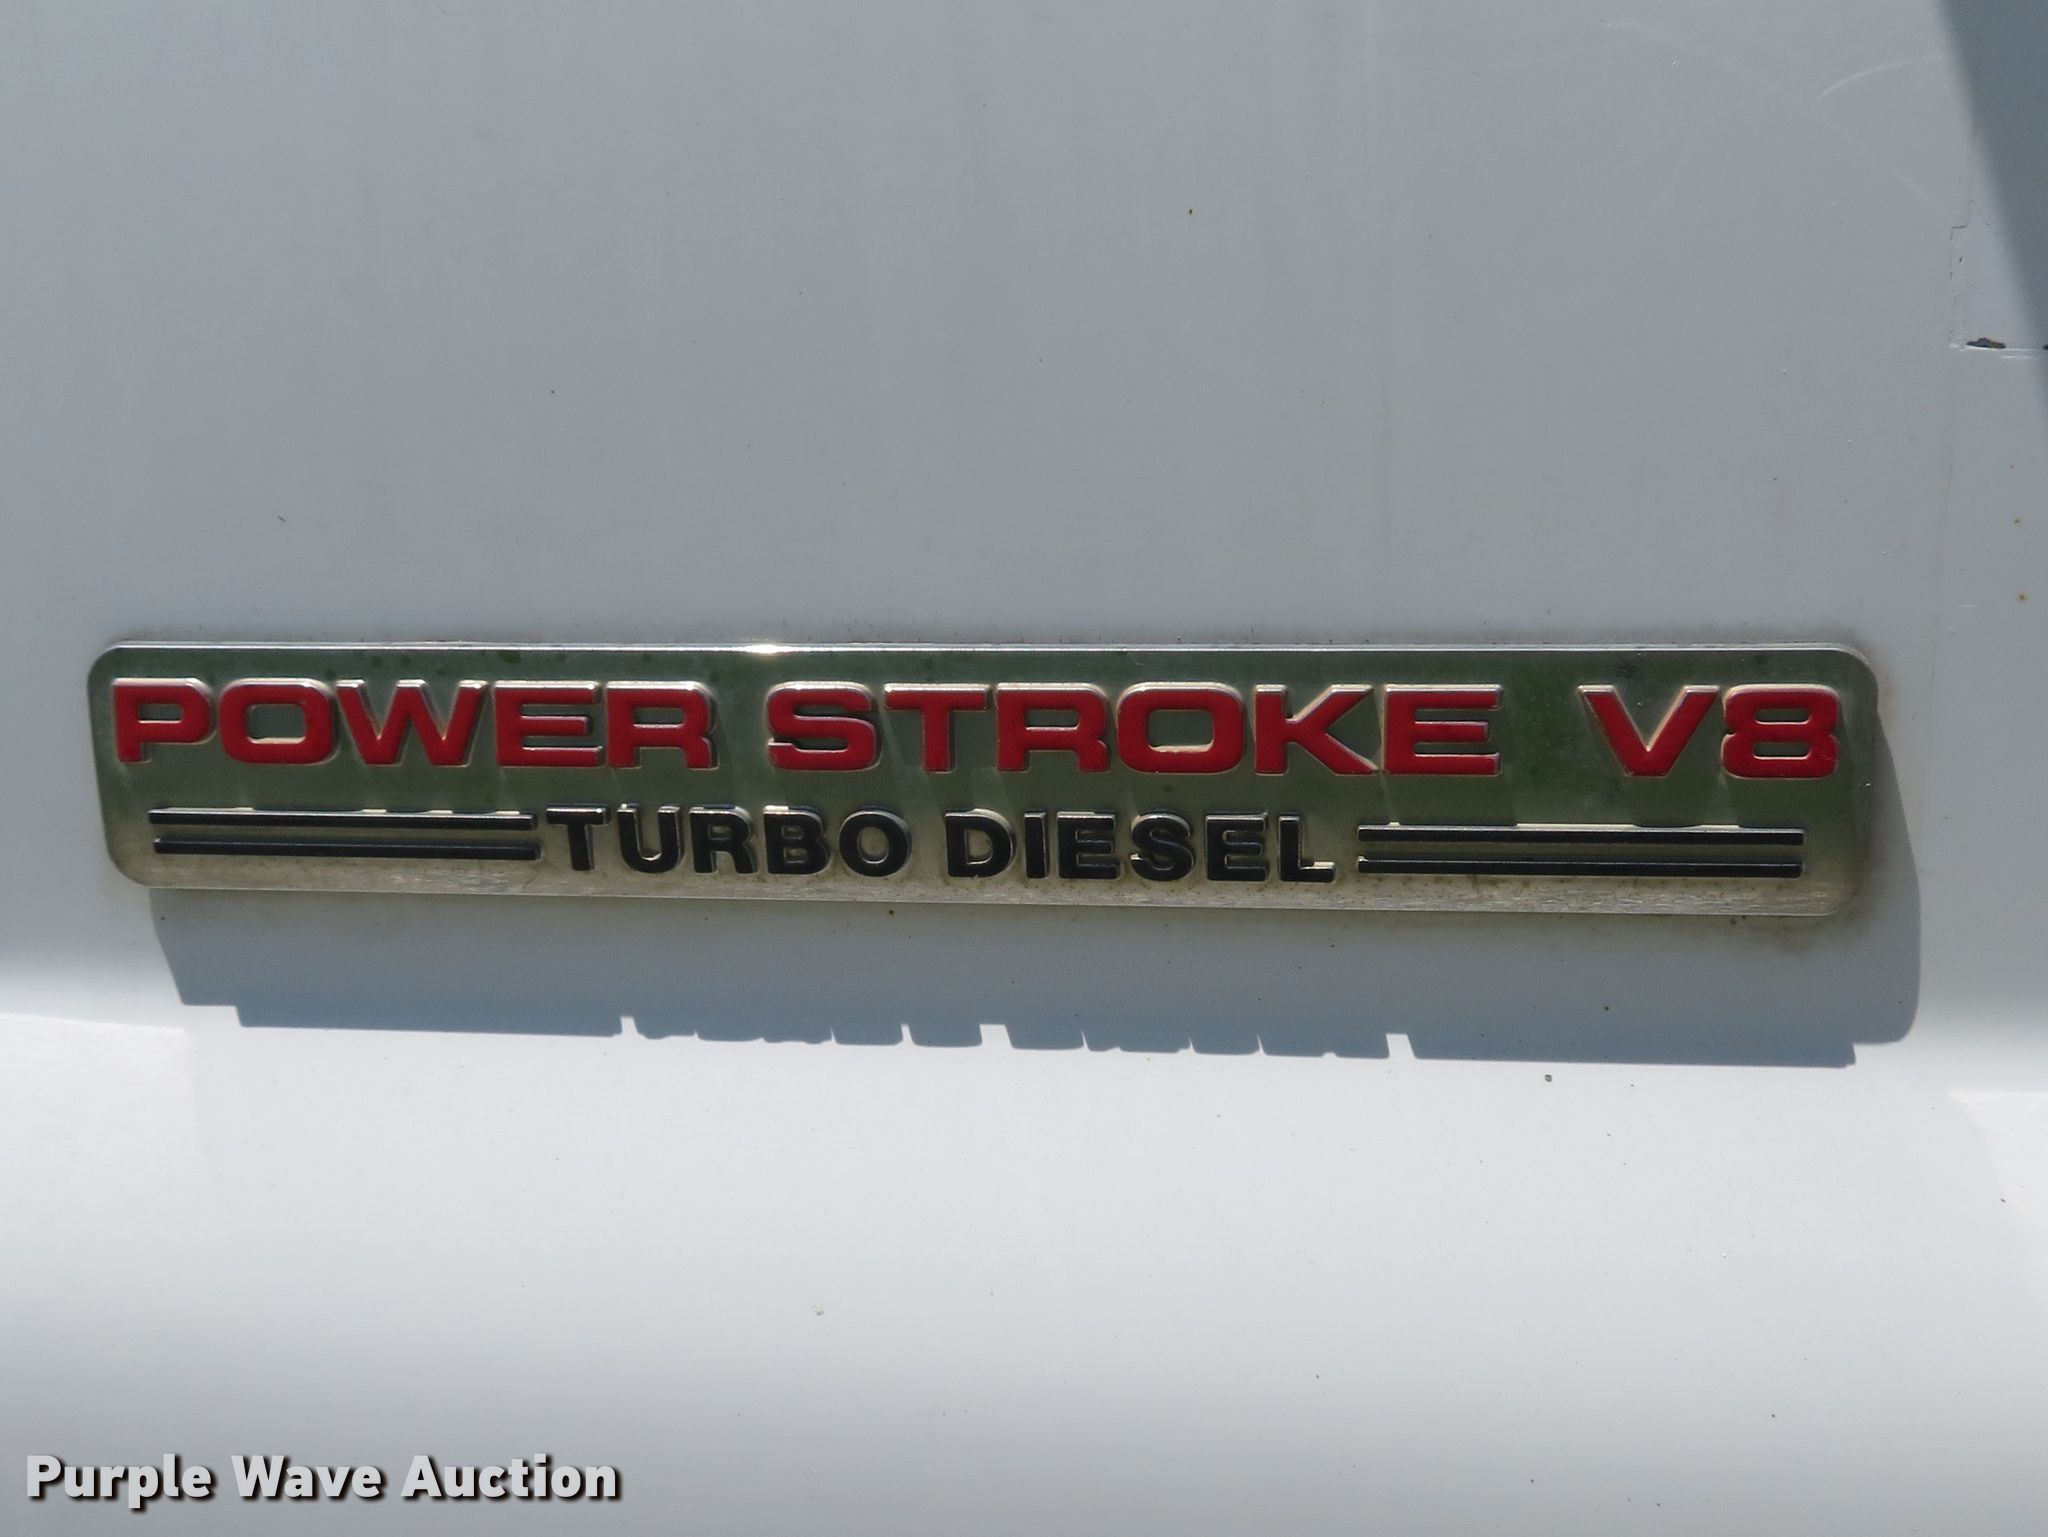 POWER STROKE V8
TURBO DIESEL
Purple Wave Auction